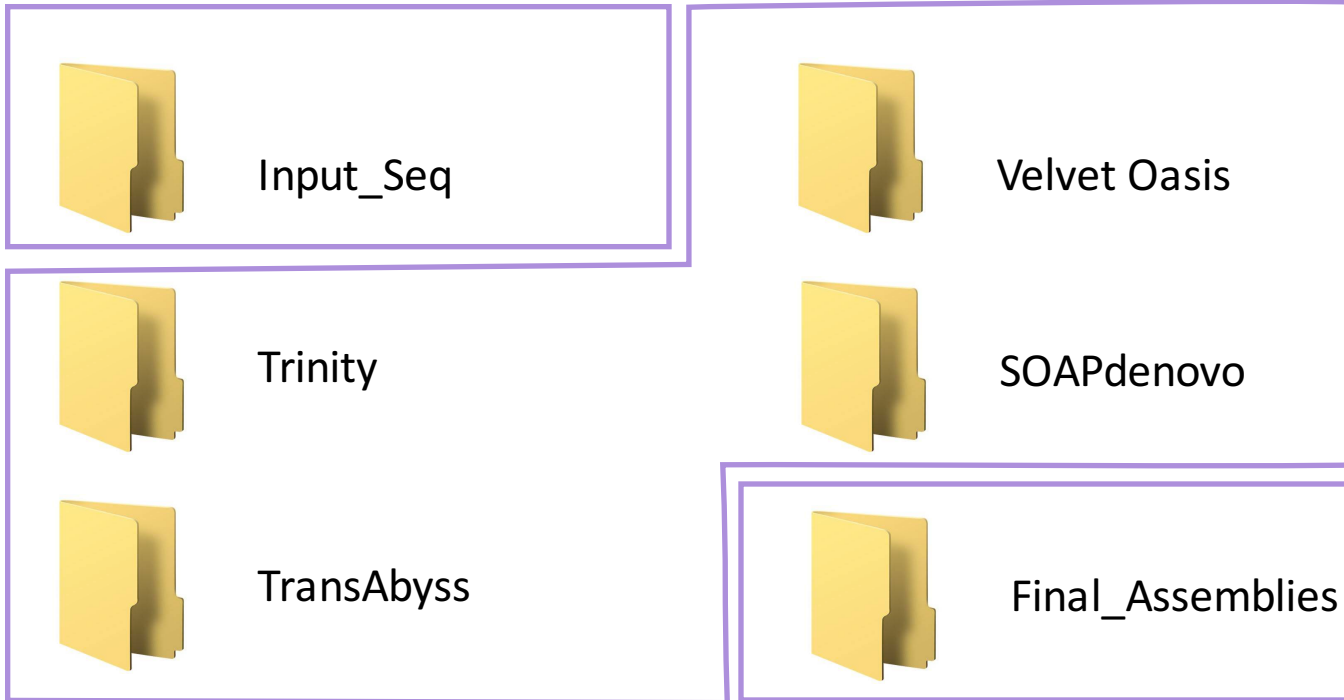 Input_Seq
Trinity
TransAbyss
Velvet Oasis
SOAPdenovo
Final_Assemblies